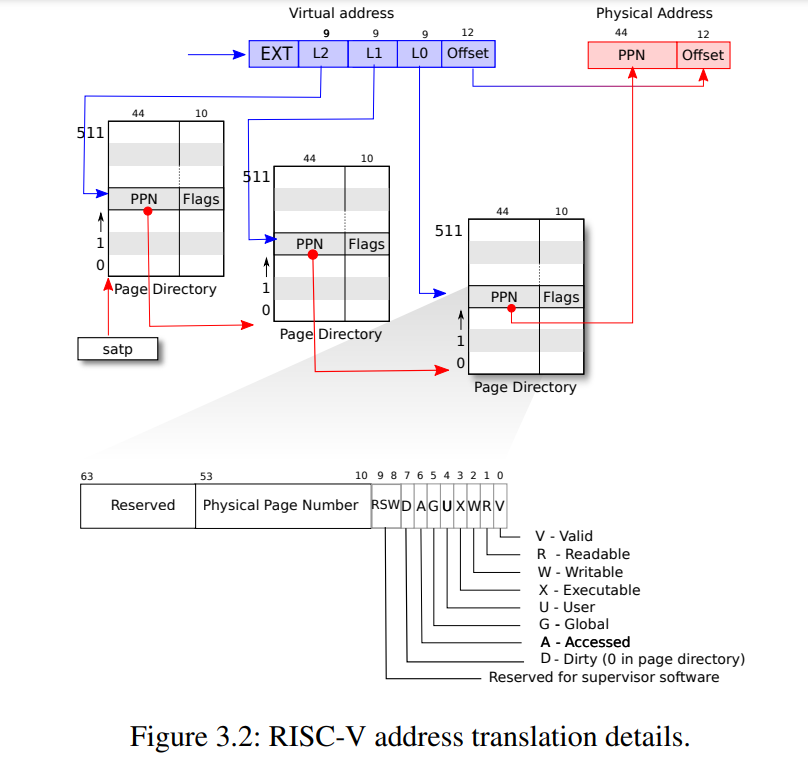 Virtual address
Physical Address
9 9 9 12
44 12
EXT L2 L1 L0 Offset
PPN Offset
44 10
511
PPN Flags
1
0
Page Directory
satp
44 10
511
PPN Flags
1
0
Page Directory
44 10
511
PPN Flags
1
0
Page Directory
63 53 10 9 8 7 6 5 4 3 2 1 0
Reserved Physical Page Number RSW D A G U X W R V
V - Valid
R - Readable
W - Writable
X - Executable
U - User
G - Global
A - Accessed
D - Dirty (0 in page directory)
Reserved for supervisor software
Figure 3.2: RISC-V address translation details.